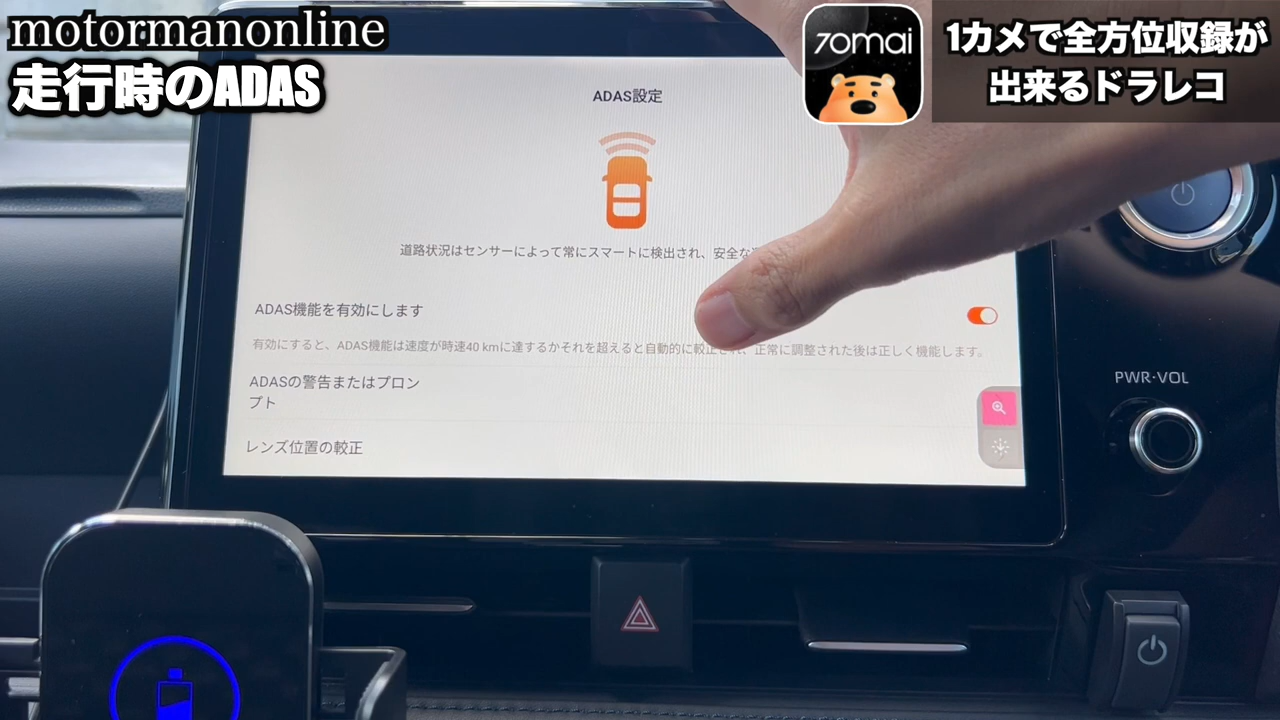 motormanonline
走行時のADAS
70mai
1カメで全方位収録が
出来るドラレコ
ADAS設定
道路状況はセンサーによって常にスマートに検出され、安全な
ADAS機能を有効にします
有効にすると、ADAS機能は速度が時速40 kmに達するかそれを超えると自動的に較正され、正常に調整された後は正しく機能します。
ADASの警告またはプロン
プト
レンズ位置の較正
PWR·VOL